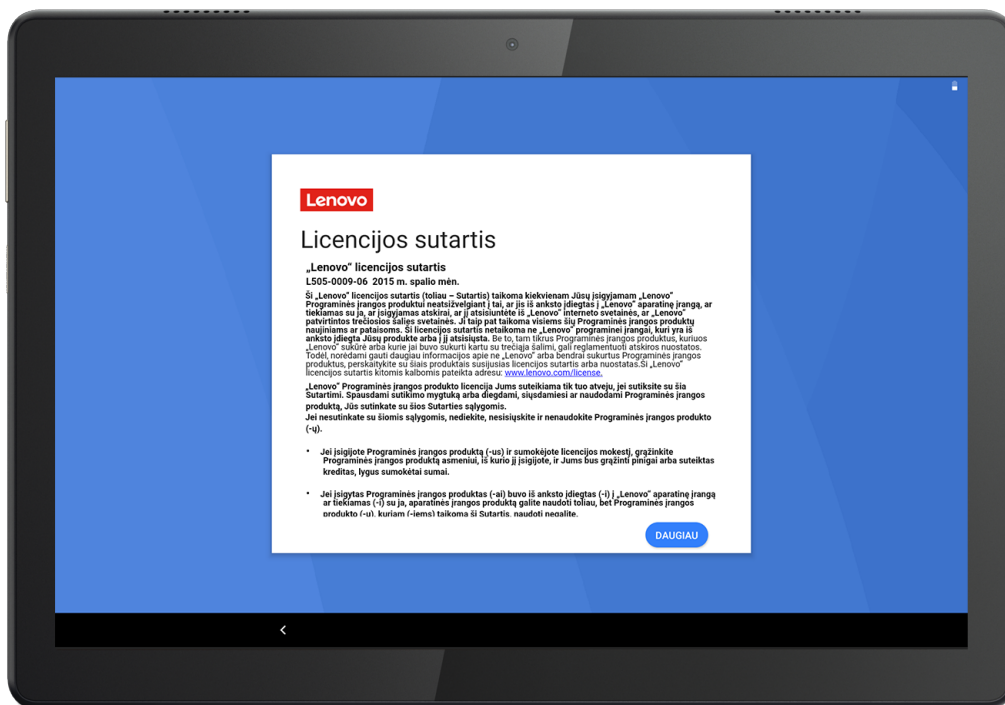 Lenovo
Licencijos sutartis
„Lenovo“ licencijos sutartis
L505-0009-06 2015 m. spalio mėn.
Ši „Lenovo“ licencijos sutartis (toliau – Sutartis) taikoma kiekvienam Jūsų įsigyjamam „Lenovo“
Programinės įrangos produktui neatsižvelgiant į tai, ar jis iš anksto įdiegtas į „Lenovo“ aparatinę įrangą, ar
tiekiamas su ja, ar įsigyjamas atskirai, ar jį atsisiuntėte iš „Lenovo“ interneto svetainės, ar „Lenovo“
patvirtintos trečiosios šalies svetainės. Ji taip pat taikoma visiems šių Programinės įrangos produktų
naujiniams ar pataisoms. Ši licencijos sutartis netaikoma ne „Lenovo“ programinei įrangai, kuri yra iš
anksto įdiegta Jūsų produkte arba į jį atsisiųsta. Be to, tam tikrus Programinės įrangos produktus, kuriuos
„Lenovo“ sukūrė arba kurie jai buvo sukurti kartu su trečiąja šalimi, gali reglamentuoti atskiros nuostatos.
Todėl, norėdami gauti daugiau informacijos apie ne „Lenovo“ arba bendrai sukurtus Programinės įrangos
produktus, perskaitykite su šiais produktais susijusias licencijos sutartis arba nuostatas.Si „Lenovo“
licencijos sutartis kitomis kalbomis pateikta adresu: www.lenovo.com/license.
„Lenovo“ Programinės įrangos produkto licencija Jums suteikiama tik tuo atveju, jei sutiksite su šia
Sutartimi. Spausdami sutikimo mygtuką arba diegdami, siųsdamiesi ar naudodami Programinės įrangos
produktą, Jūs sutinkate su šios Sutarties sąlygomis.
Jei nesutinkate su šiomis sąlygomis, nediekite, nesisiųskite ir nenaudokite Programinės įrangos produkto
(-ų).
• Jei įsigijote Programinės įrangos produktą (-us) ir sumokėjote licencijos mokestį, grąžinkite
Programinės įrangos produktą asmeniui, iš kurio jį įsigijote, ir Jums bus grąžinti pinigai arba suteiktas
kreditas, lygus sumokėtai sumai.
• Jei įsigytas Programinės įrangos produktas (-ai) buvo iš anksto įdiegtas (-i) į „Lenovo“ aparatinę įrangą
ar tiekiamas (-i) su ja, aparatinės įrangos produktą galite naudoti toliau, bet Programinės įrangos
produkto (-u), kuriam (-iems) taikoma ši Sutartis, naudoti negalite.
DAUGIAU